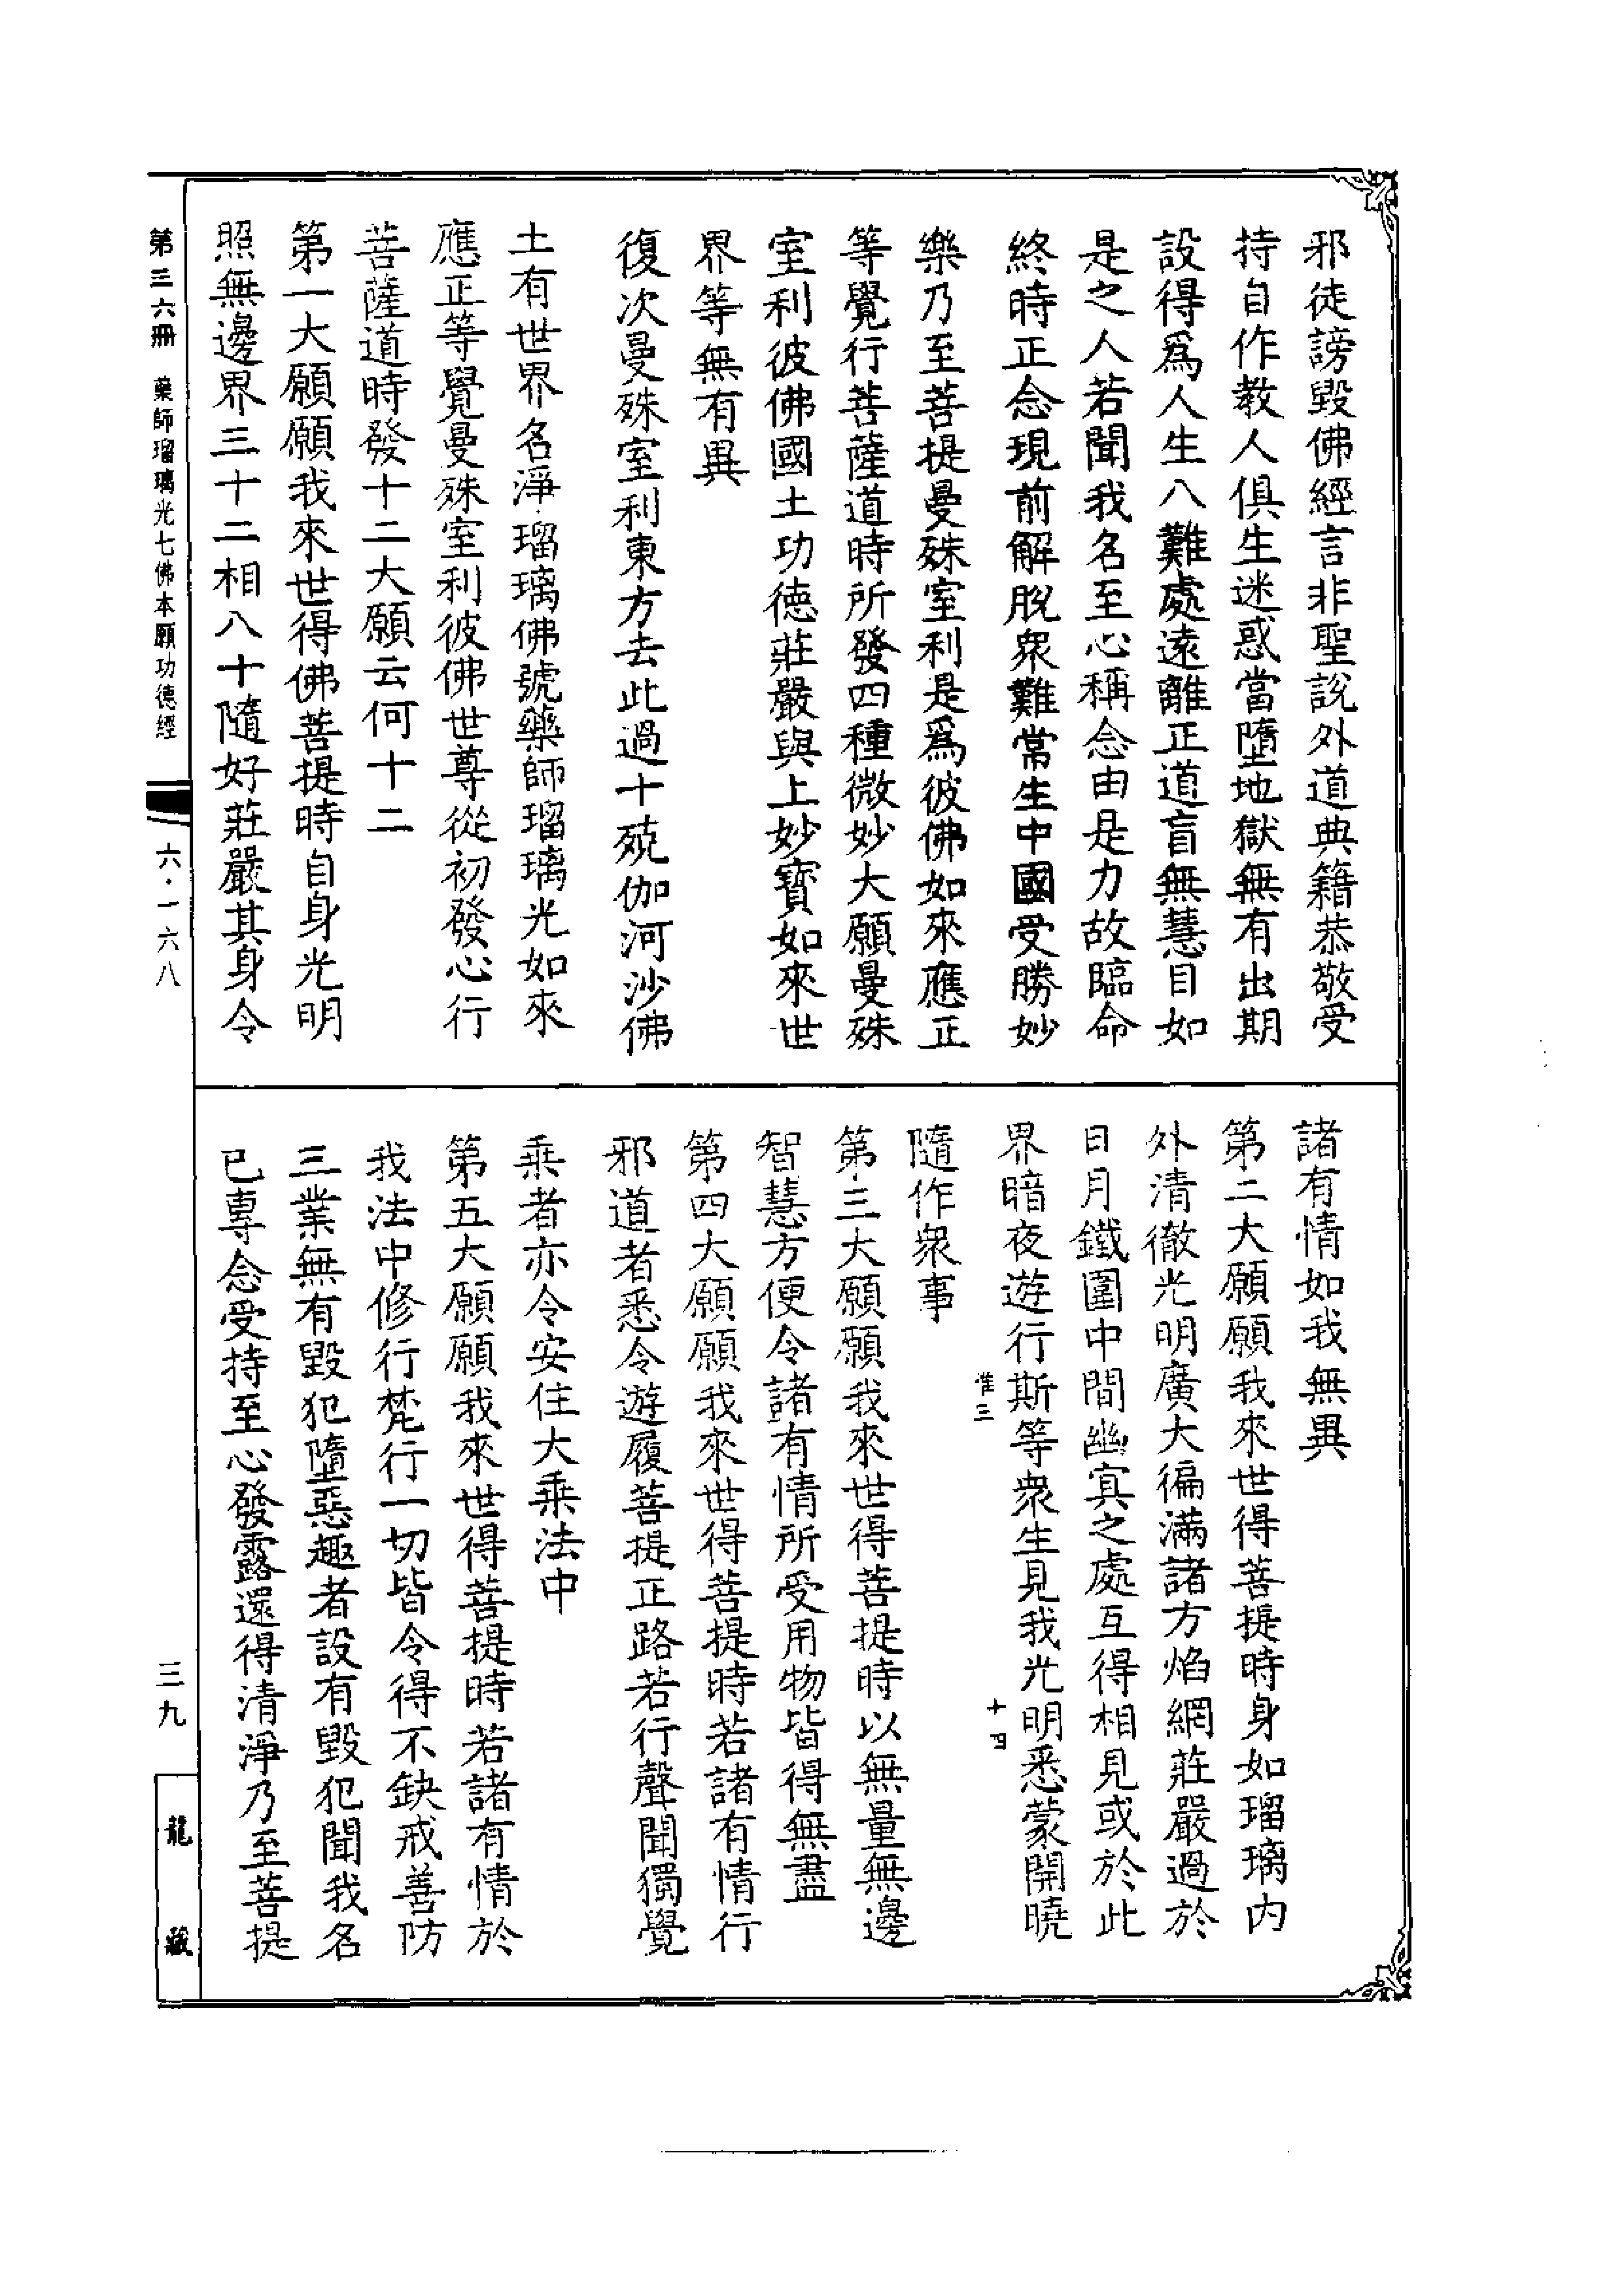 邪徒謗毀佛經言非聖說外道典籍恭敬受
持自作教人俱生迷惑當墮地獄無有出期
設得爲人生八難處遠離正道盲無慧目如
是之人若聞我名至心稱念由是力故臨命
終時正念現前解脫衆難常生中國受勝妙
樂乃至菩提曼殊室利是爲彼佛如來應正
等覺行菩薩道時所發四種微妙大願曼殊
室利彼佛國土功德莊嚴與上妙寶如來世
界等無有異
復次曼殊室利東方去此過十殑伽河沙佛
土有世界名淨瑠璃佛號藥師瑠璃光如來
應正等覺曼殊室利彼佛世尊從初發心行
菩薩道時發十二大願云何十二
第一大願願我來世得佛菩提時自身光明
照無邊界三十二相八十隨好莊嚴其身令
諸有情如我無異
第二大願願我來世得菩提時身如瑠璃內
外清徹光明廣大徧滿諸方焰網莊嚴過於
日月鐵圍中間幽冥之處互得相見或於此
界暗夜遊行斯等衆生見我光明悉蒙開曉
隨作衆事
第三大願願我來世得菩提時以無量無邊
智慧方便令諸有情所受用物皆得無盡
第四大願願我來世得菩提時若諸有情行
邪道者悉令遊履菩提正路若行聲聞獨覺
乘者亦令安住大乘法中
第五大願願我來世得菩提時若諸有情於
我法中修行梵行一切皆令得不缺戒善防
三業無有毀犯墮惡趣者設有毀犯聞我名
已專念受持至心發露還得清淨乃至菩提
三
十四
第三六冊 藥師瑠璃光七佛本願功德經
六·一六八
三九
龍藏